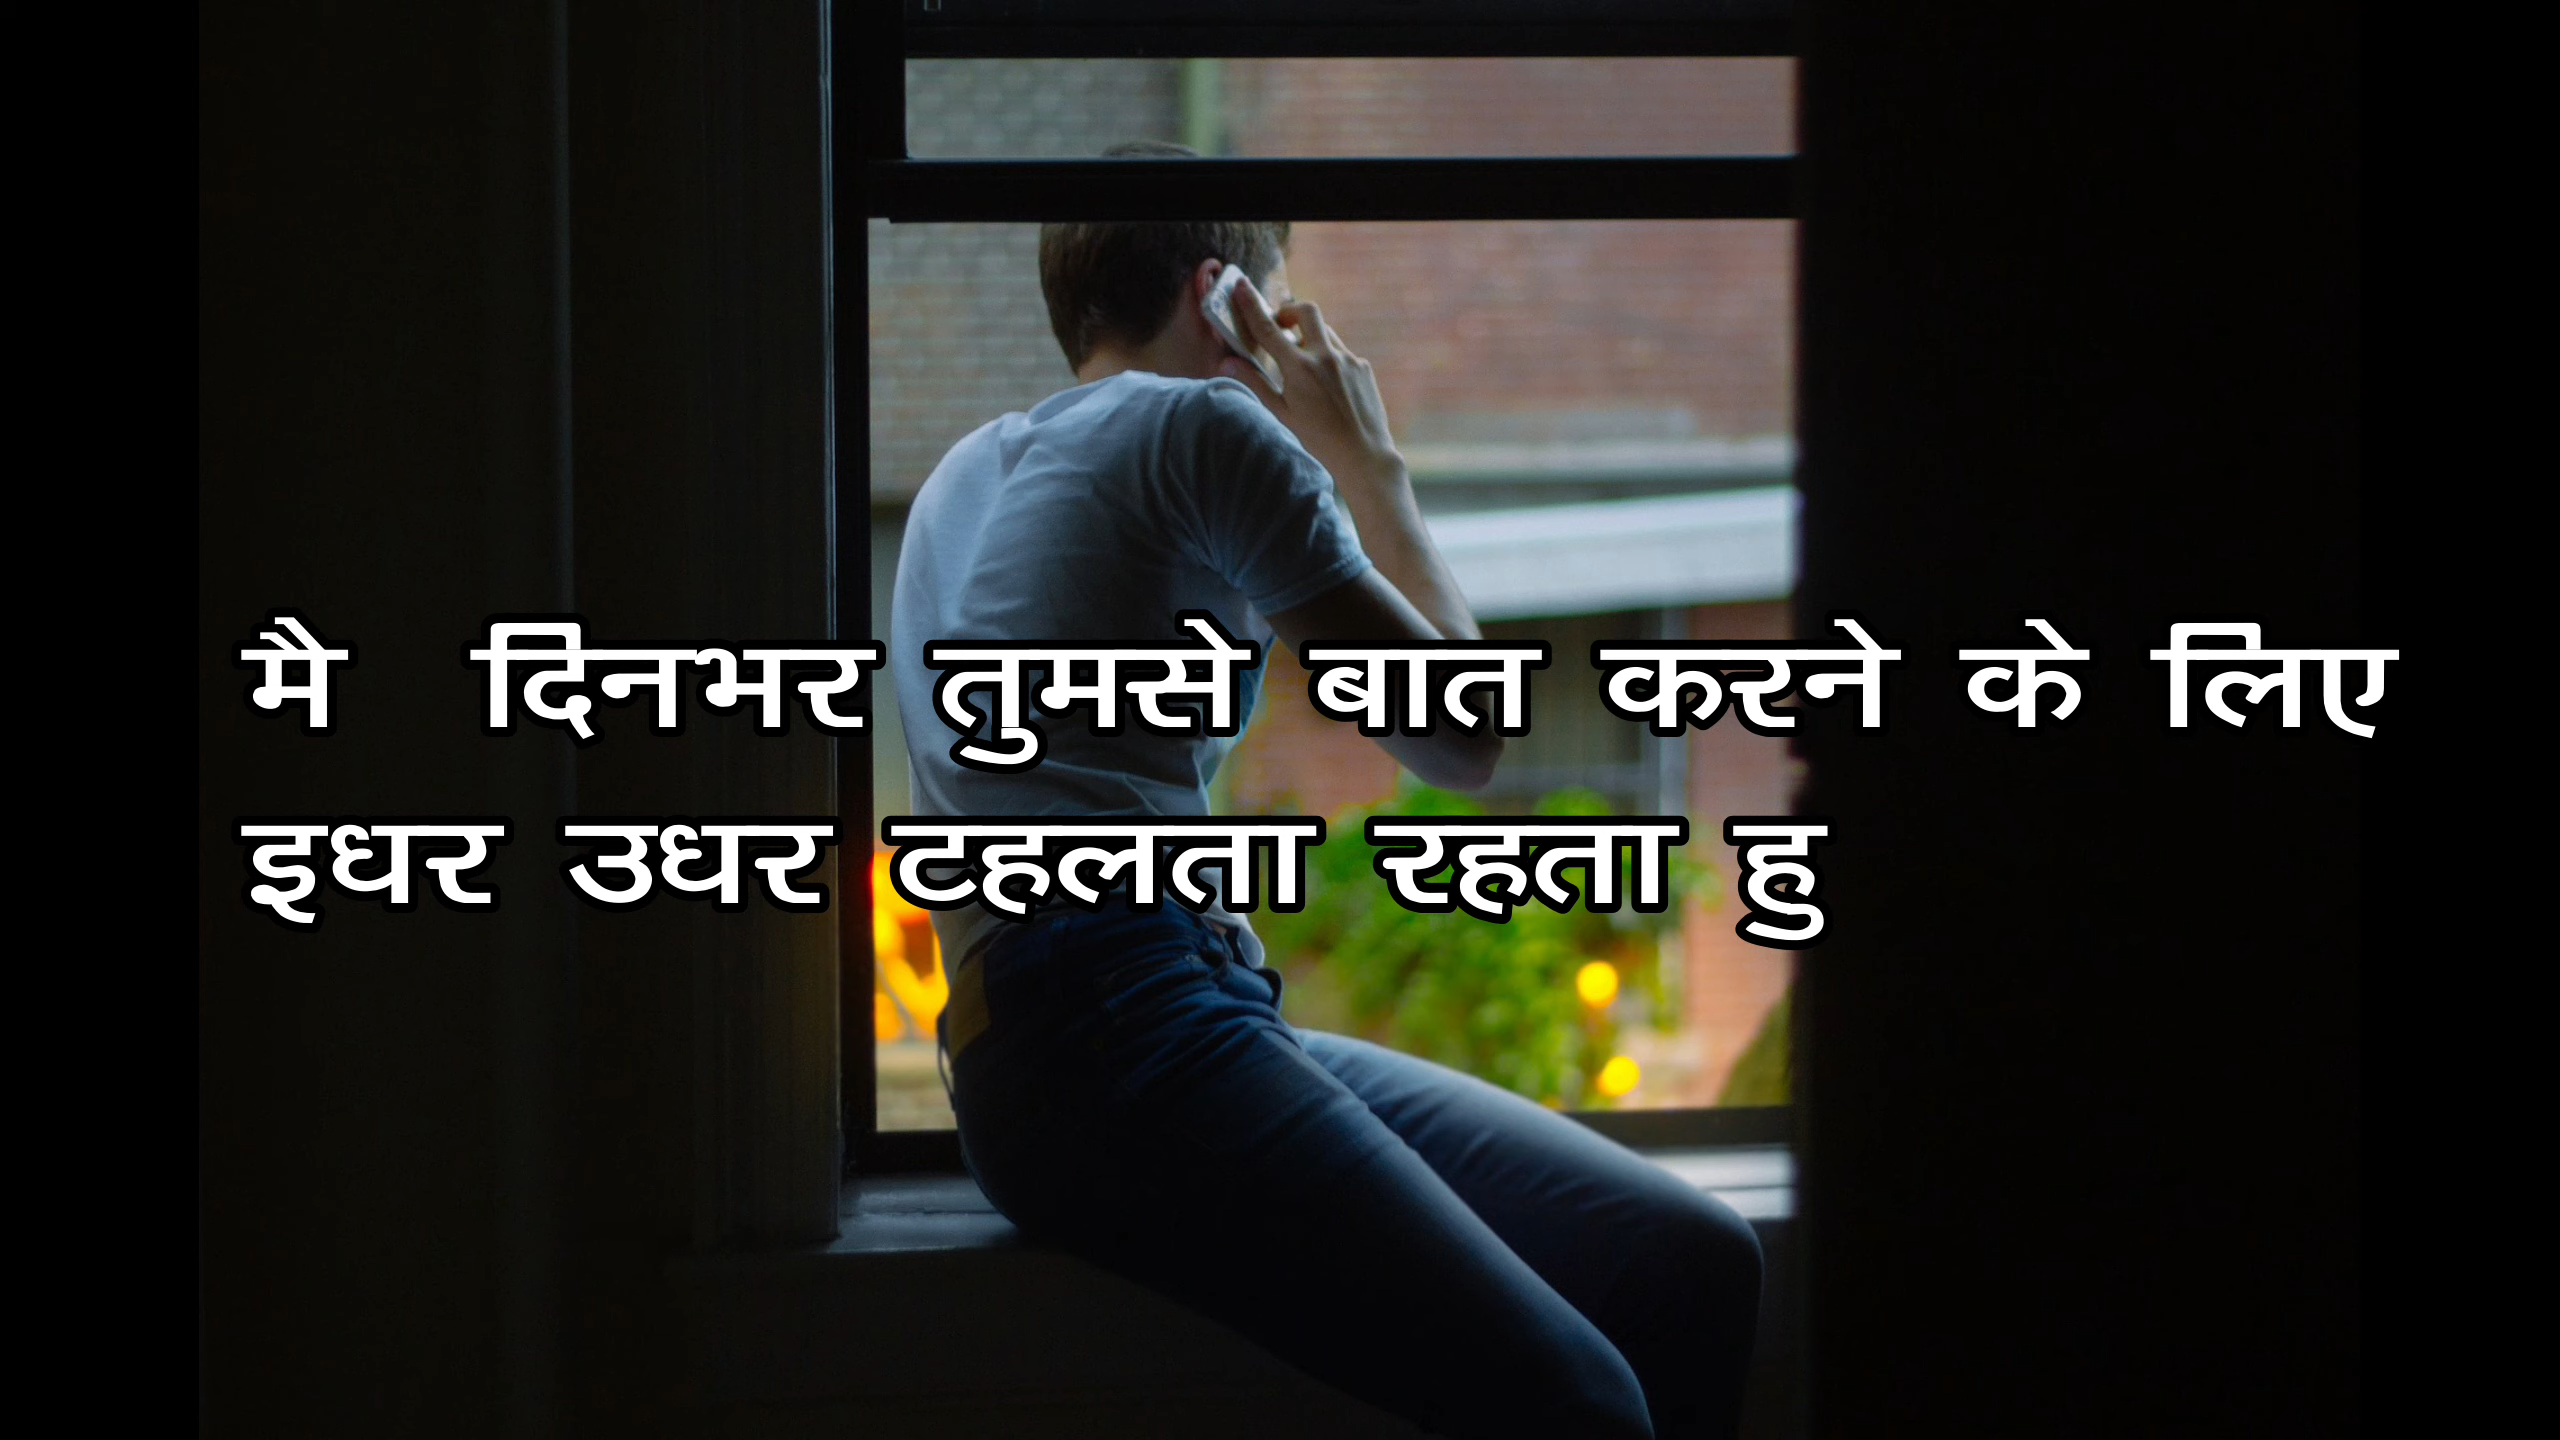 मै दिनभर तुमसे बात करने के लिए
इधर उधर टहलता रहता हु